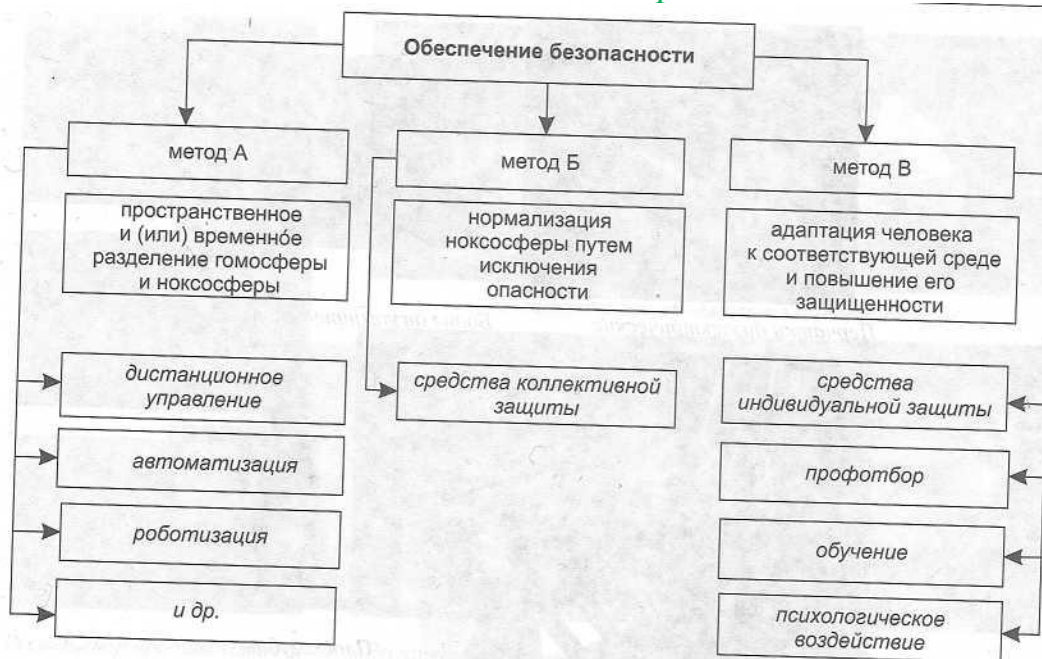 Обеспечение безопасности
метод А
пространственное
и (или) временное
разделение гомосферы
и ноксосферы
дистанционное
управление
автоматизация
роботизация
и др.
метод Б
нормализация
ноксосферы путем
исключения
опасности
средства коллективной
защиты
метод В
адаптация человека
к соответствующей среде
и повышение его
защищенности
средства
индивидуальной защиты
профотбор
обучение
психологическое
воздействие